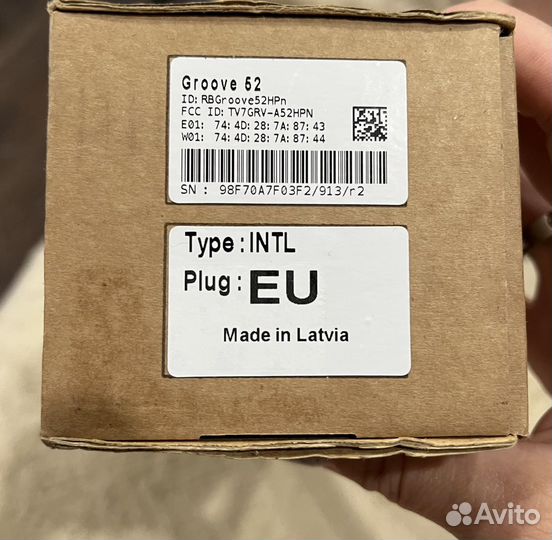 Groove 52
ID: RBGroove52HPn
FCC ID: TV7GRV-A52HPN
E01: 74:4D:28:7A:87:43
W01: 74:4D:28:7A:87:44
SN : 98F70A7F03F2/913/r2
Type : INTL
Plug : EU
Made in Latvia
Avito